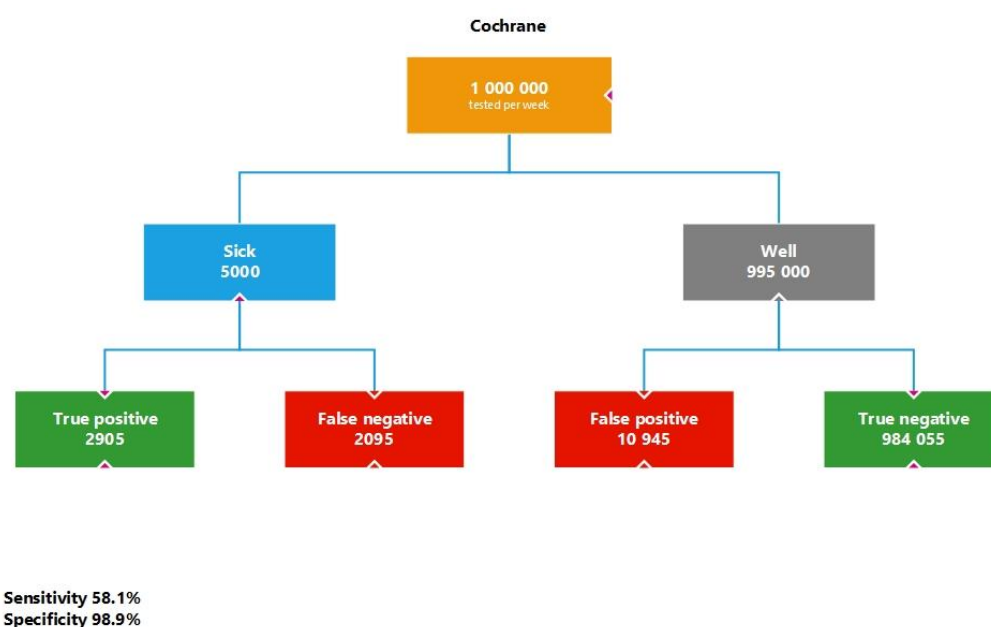 Cochrane
1 000 000
tested per week
Sick
5000
Well
995 000
True positive
2905
False negative
2095
False positive
10 945
True negative
984 055
Sensitivity 58.1%
Specificity 98.9%